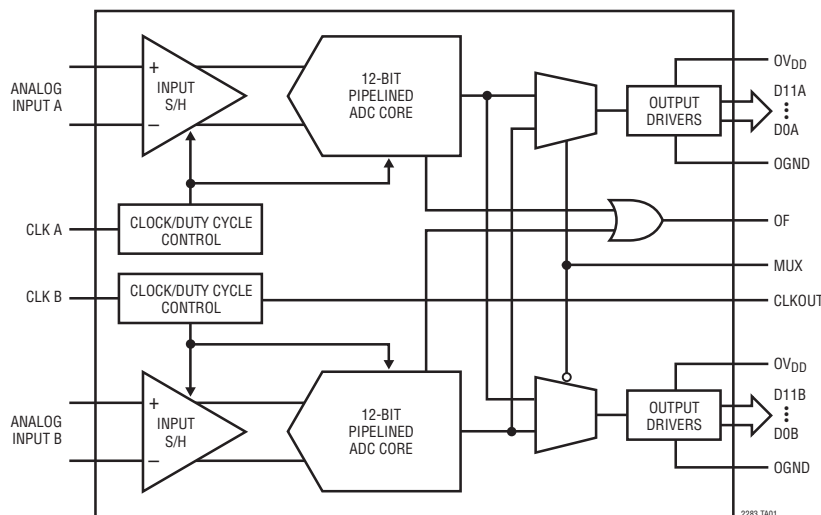 ANALOG
INPUT A
+
–
INPUT
S/H
12-BIT
PIPELINED
ADC CORE
OUTPUT
DRIVERS
OVDD
D11A
•••
D0A
OGND
CLK A
CLOCK/DUTY CYCLE
CONTROL
OF
MUX
CLK B
CLOCK/DUTY CYCLE
CONTROL
CLKOUT
ANALOG
INPUT B
+
–
INPUT
S/H
12-BIT
PIPELINED
ADC CORE
OUTPUT
DRIVERS
OVDD
D11B
•••
D0B
OGND
2283 TA01